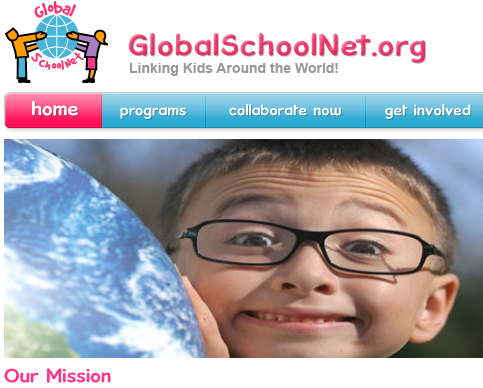 Global
SchoolNet
GlobalSchoolNet.org
Linking Kids Around the World!
home programs collaborate now get involved
Our Mission